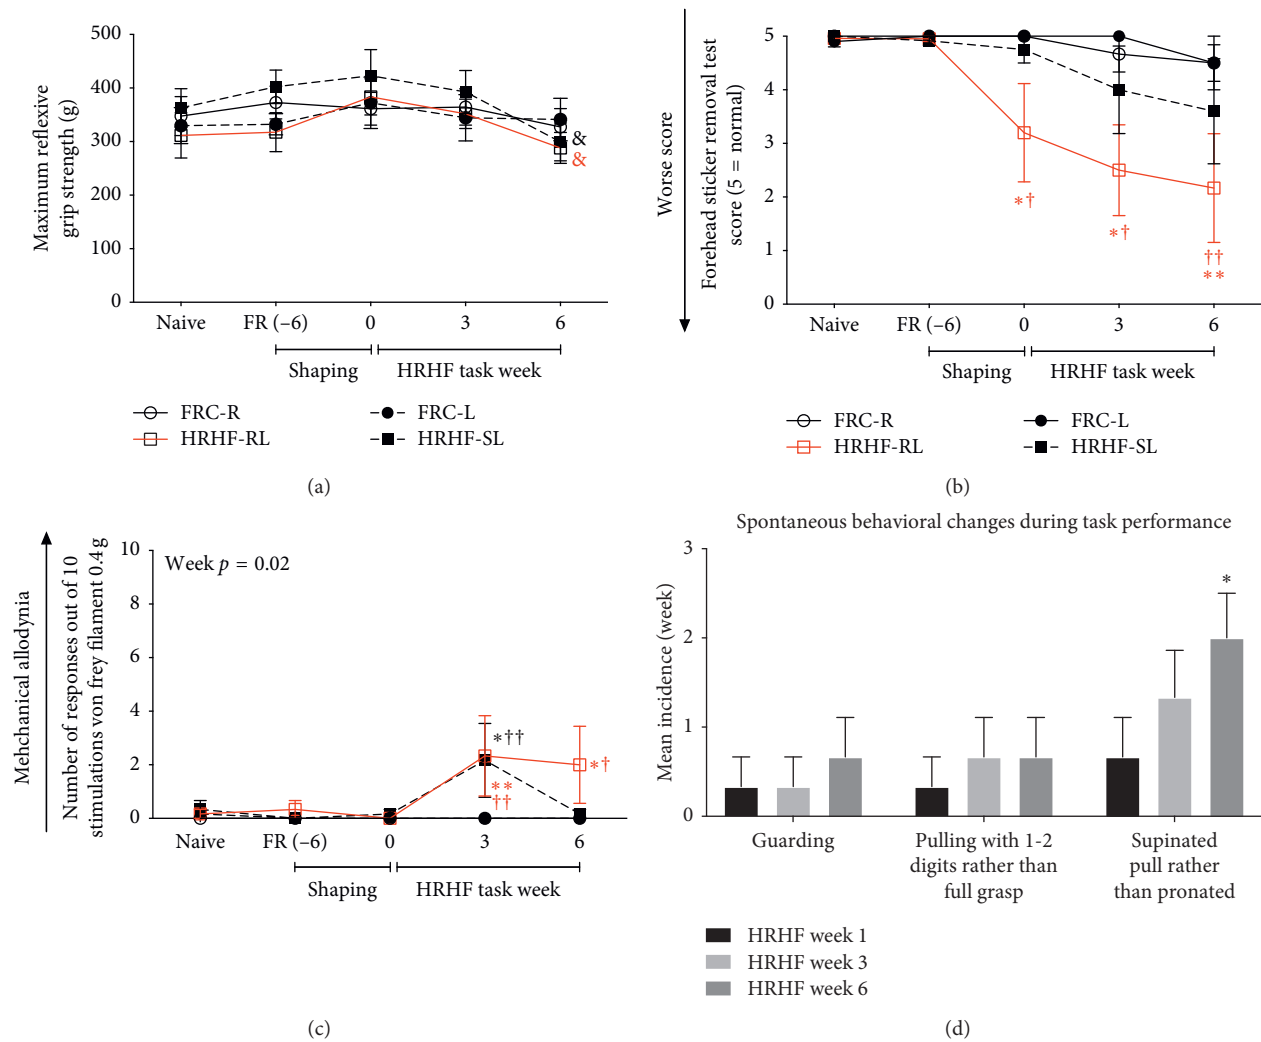 Maximum reflexive
grip strength (g)
500
400
300
200
100
0
&
&
Naive
FR (−6)
0
3
6
Shaping
HRHF task week
FRC-R
FRC-L
HRHF-RL
HRHF-SL
(a)
Worse score
Forehead sticker removal test
score (5 = normal)
5
4
3
2
1
0
*†
*†
††
**
Naive
FR (−6)
0
3
6
Shaping
HRHF task week
FRC-R
FRC-L
HRHF-RL
HRHF-SL
(b)
Mehchanical allodynia
Number of responses out of 10
stimulations von frey filament 0.4 g
10
8
6
4
2
0
Week p = 0.02
*††
**
††
*†
Naive
FR (−6)
0
3
6
Shaping
HRHF task week
(c)
Spontaneous behavioral changes during task performance
Mean incidence (week)
3
2
1
0
*
Guarding
Pulling with 1-2
digits rather than
full grasp
Supinated
pull rather
than pronated
HRHF week 1
HRHF week 3
HRHF week 6
(d)